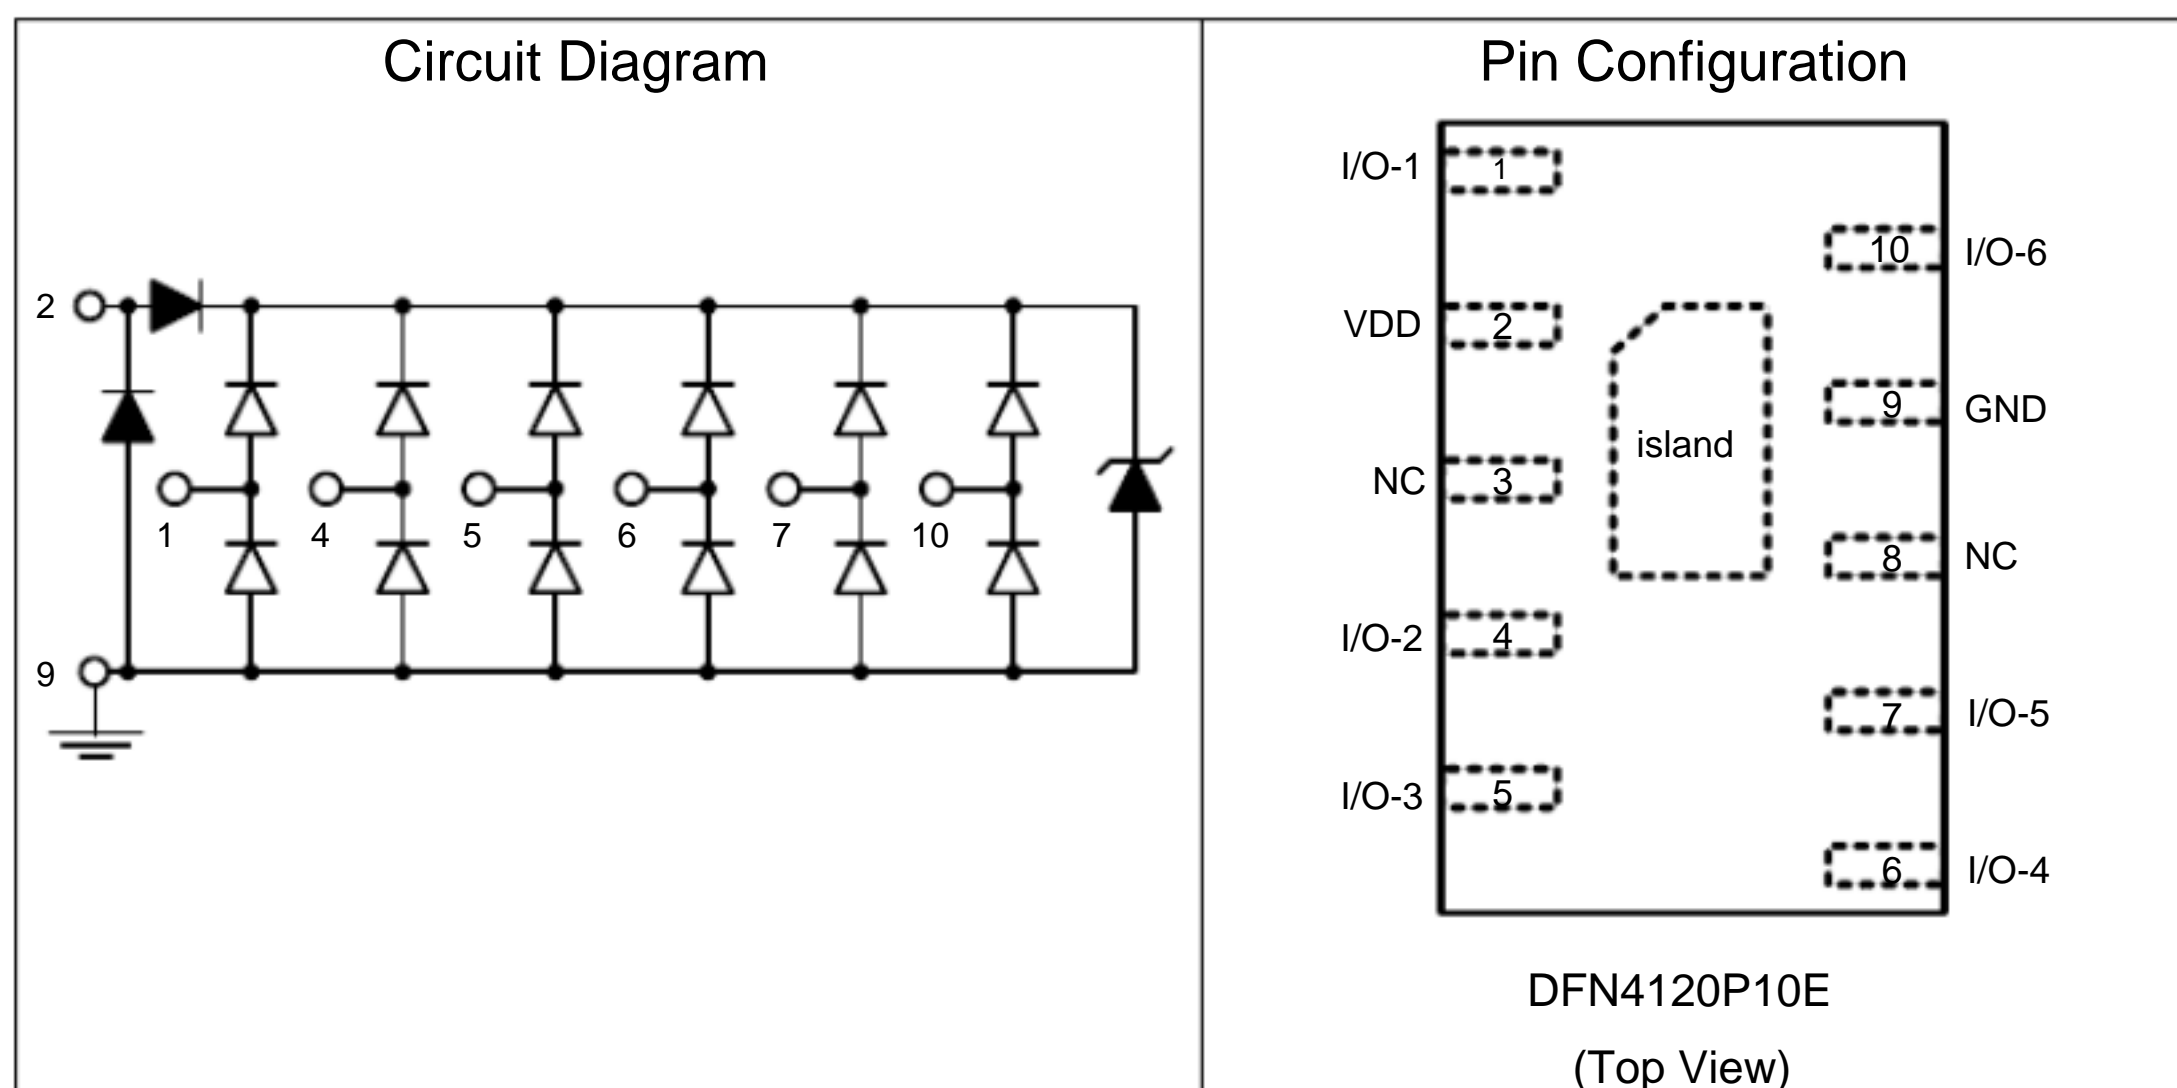 Circuit Diagram
2
1 4 5 6 7 10
9
Pin Configuration
I/O-1 1
10 I/O-6
VDD 2
9 GND
island
NC 3
8 NC
I/O-2 4
7 I/O-5
I/O-3 5
6 I/O-4
DFN4120P10E
(Top View)